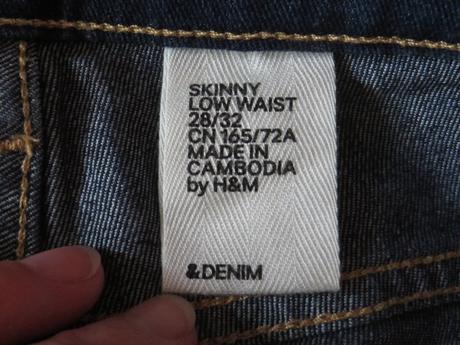 SKINNY
LOW WAIST
28/32
CN 165/72A
MADE IN
CAMBODIA
by H&M
&DENIM